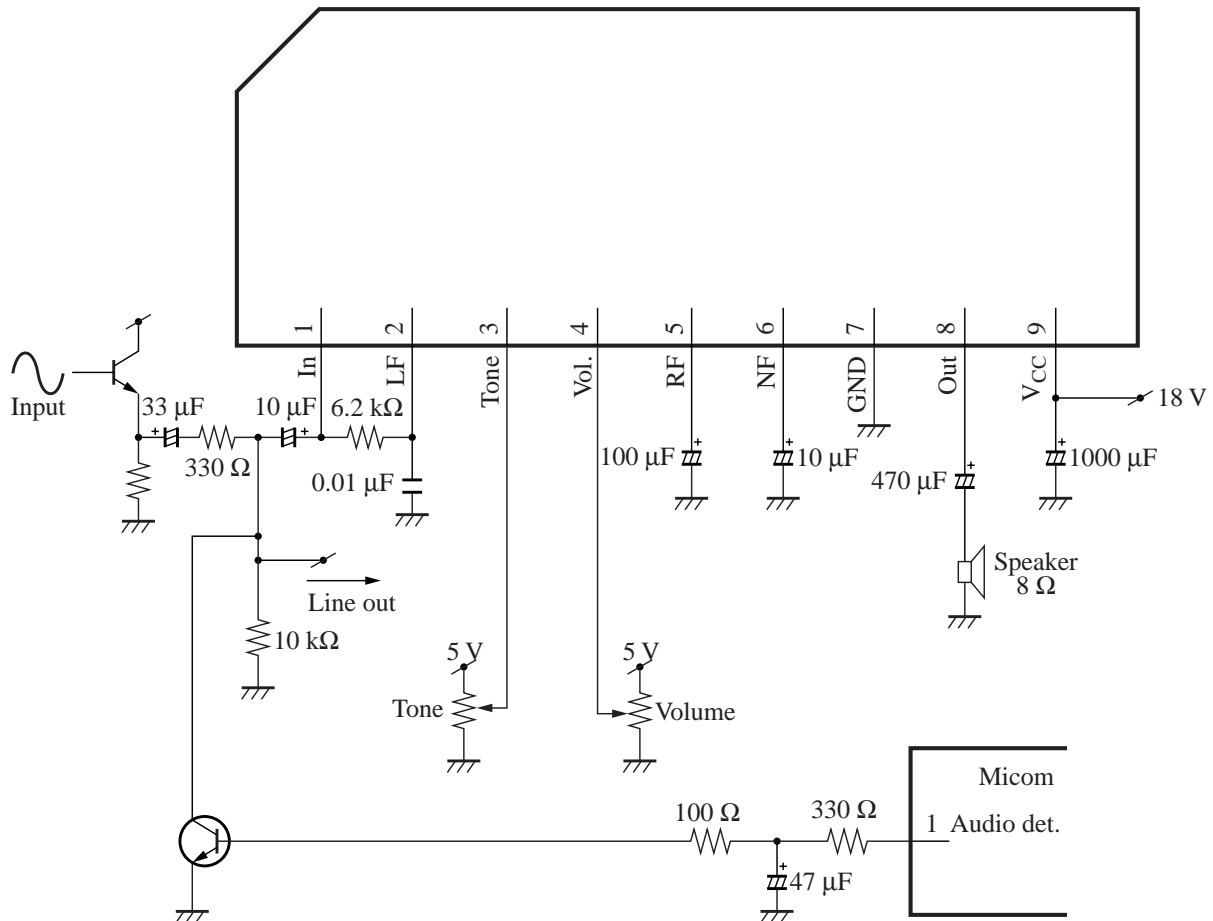 1
2
3
4
5
6
7
8
9
In
LF
Tone
Vol.
RF
NF
GND
Out
VCC
18 V
Input
33 µF
10 µF
6.2 kΩ
330 Ω
0.01 µF
100 µF
10 µF
470 µF
1000 µF
Speaker
8 Ω
Line out
10 kΩ
5 V
5 V
Tone
Volume
Micom
100 Ω
330 Ω
1 Audio det.
47 µF
+
+
+
+
+
+
+